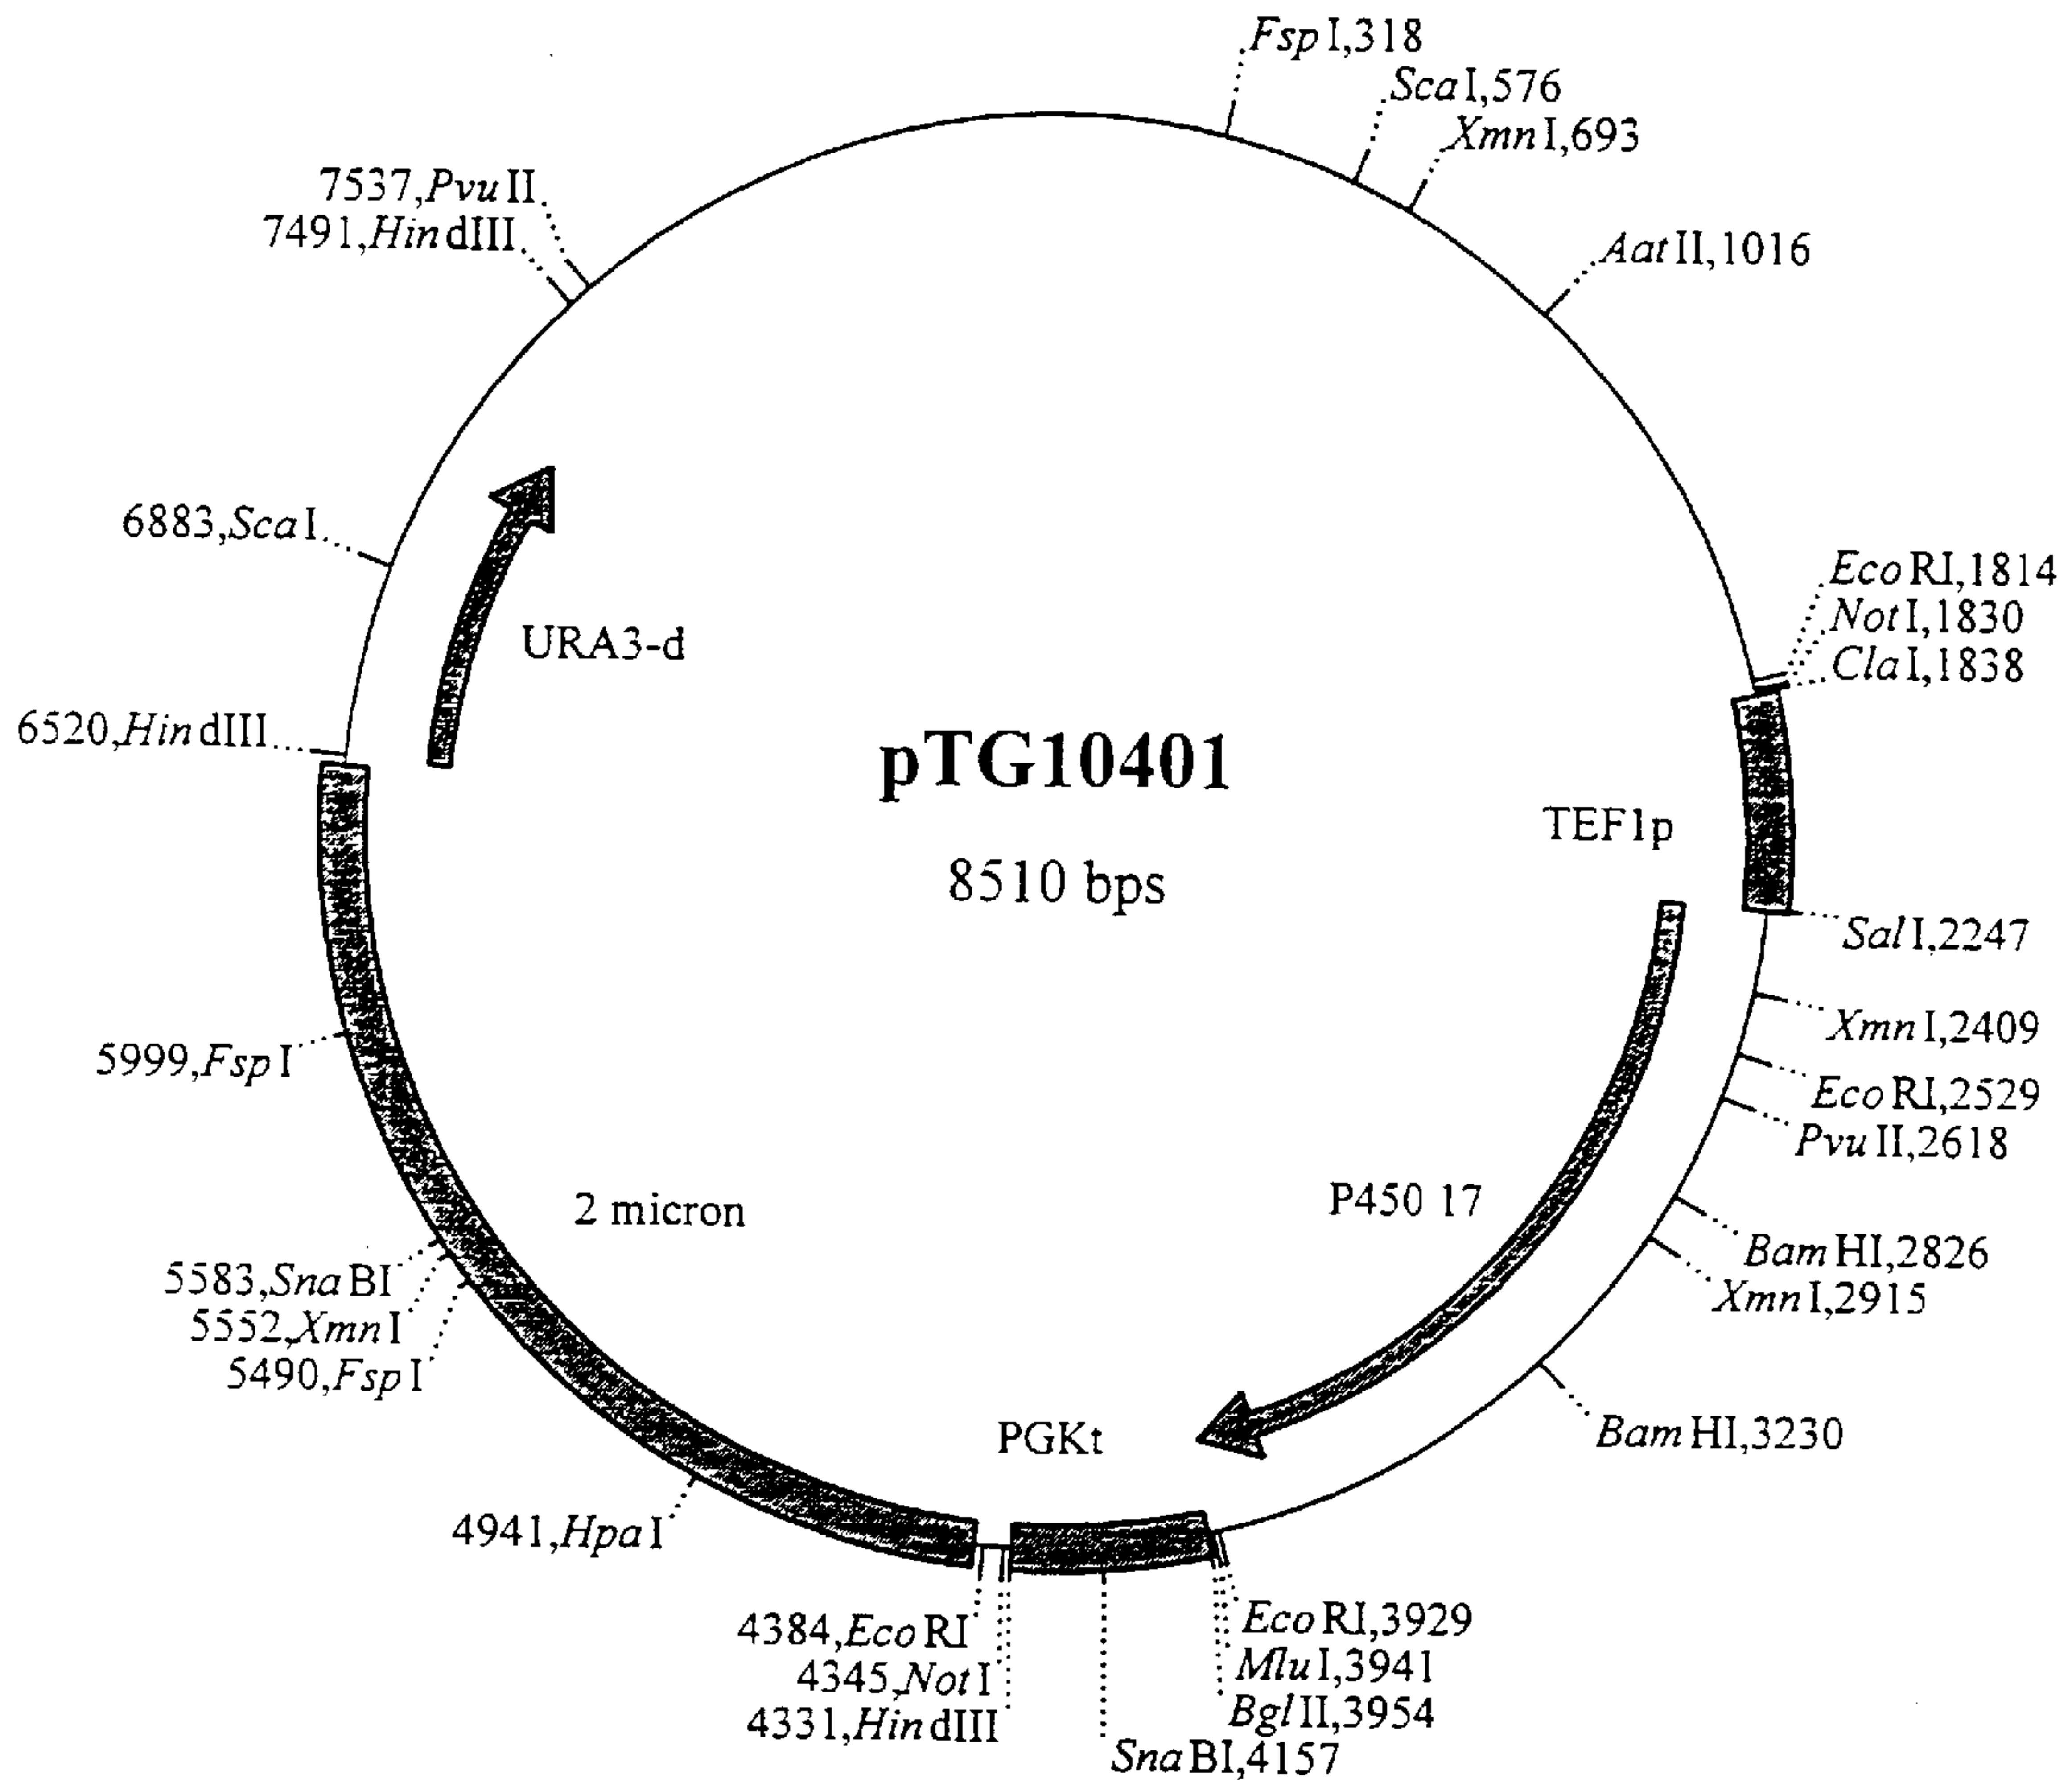 FspI,318
ScaI,576
XmnI,693
7537,PvuII
7491,HindIII
AatII,1016
6883,ScaI
EcoRI,1814
NotI,1830
ClaI,1838
URA3-d
6520,HindIII
pTG10401
8510 bps
TEF1p
SalI,2247
XmnI,2409
5999,FspI
EcoRI,2529
PvuII,2618
P450 17
2 micron
BamHI,2826
5583,SnaBI
XmnI,2915
5552,XmnI
5490,FspI
BamHI,3230
PGKt
4941,HpaI
4384,EcoRI
EcoRI,3929
4345,NotI
MluI,3941
4331,HindIII
BglII,3954
SnaBI,4157